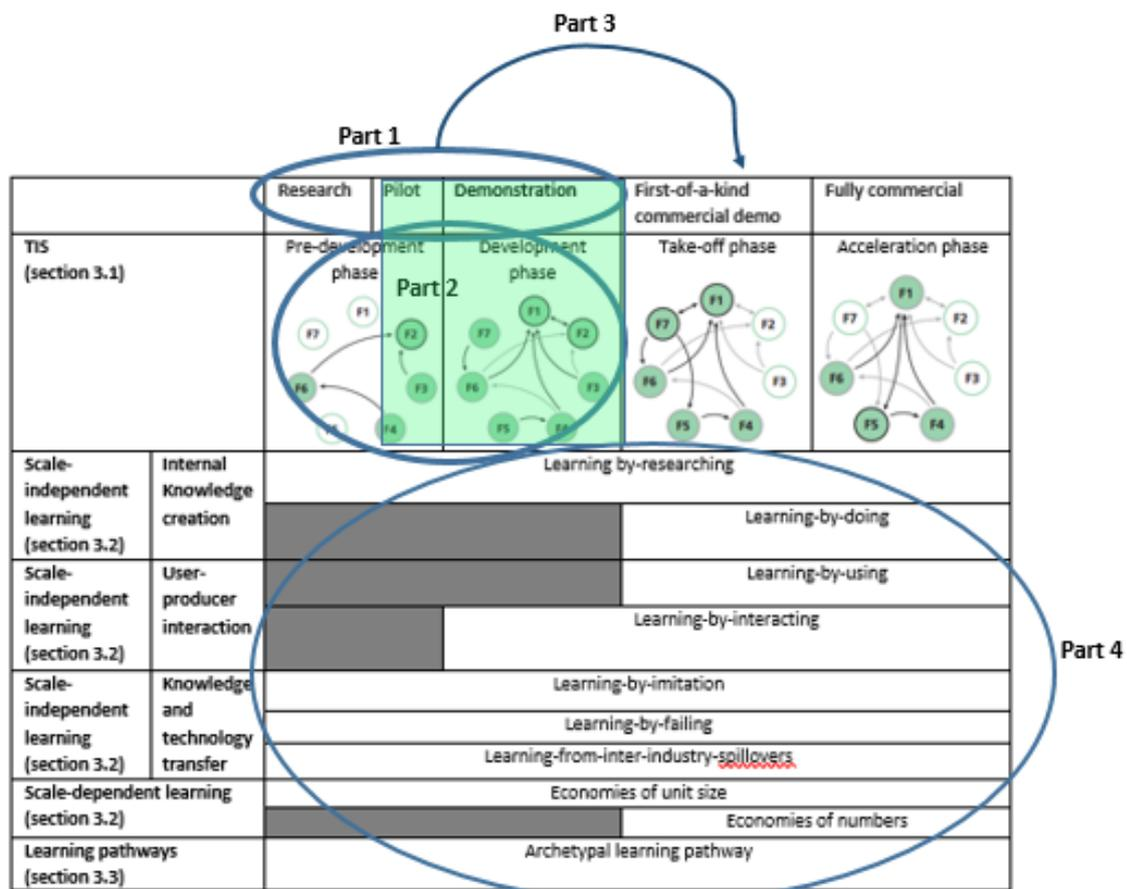 Part 3
Part 1
Research
Pilot
Demonstration
First-of-a-kind
commercial demo
Fully commercial
TIS
(section 3.1)
Pre-development
phase
Development
phase
Take-off phase
Acceleration phase
Part 2
F1
F7
F2
F6
F3
F5
F4
F1
F7
F2
F6
F3
F5
F4
F1
F7
F2
F6
F3
F5
F4
F1
F7
F2
F6
F3
F5
F4
Scale-
independent
learning
(section 3.2)
Internal
Knowledge
creation
Learning by-researching
Learning-by-doing
Scale-
independent
learning
(section 3.2)
User-
producer
interaction
Learning-by-using
Learning-by-interacting
Part 4
Scale-
independent
learning
(section 3.2)
Knowledge
and
technology
transfer
Learning-by-imitation
Learning-by-failing
Learning-from-inter-industry-spillovers
Scale-dependent learning
(section 3.2)
Economies of unit size
Economies of numbers
Learning pathways
(section 3.3)
Archetypal learning pathway